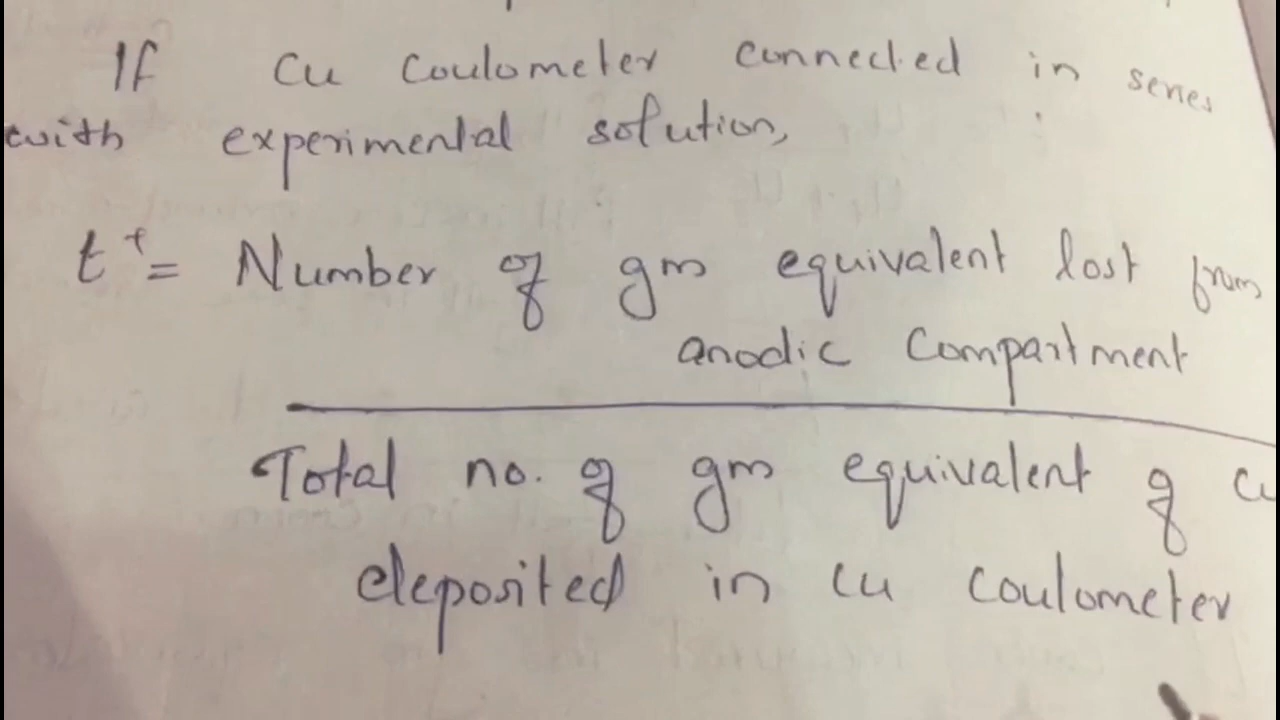 If Cu Coulometer connected in series
with experimental solution,
t⁺ = Number of gm equivalent lost from
anodic Compartment
Total no. of gm equivalent of Cu
deposited in Cu Coulometer